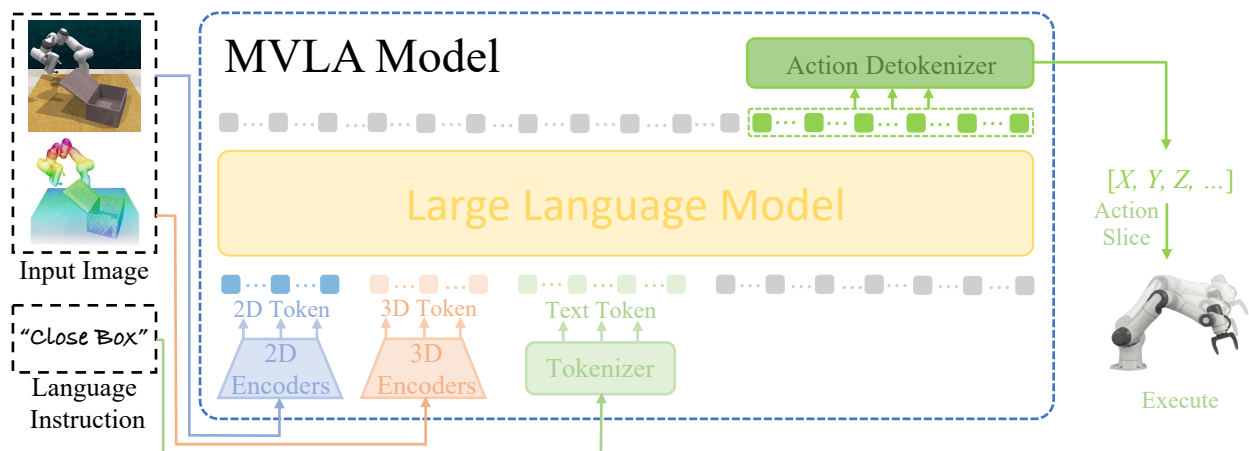 MVLA Model
Action Detokenizer
Large Language Model
[X, Y, Z, ...]
Action
Slice
Input Image
2D Token
3D Token
Text Token
"Close Box"
2D
Encoders
3D
Encoders
Tokenizer
Language
Instruction
Execute